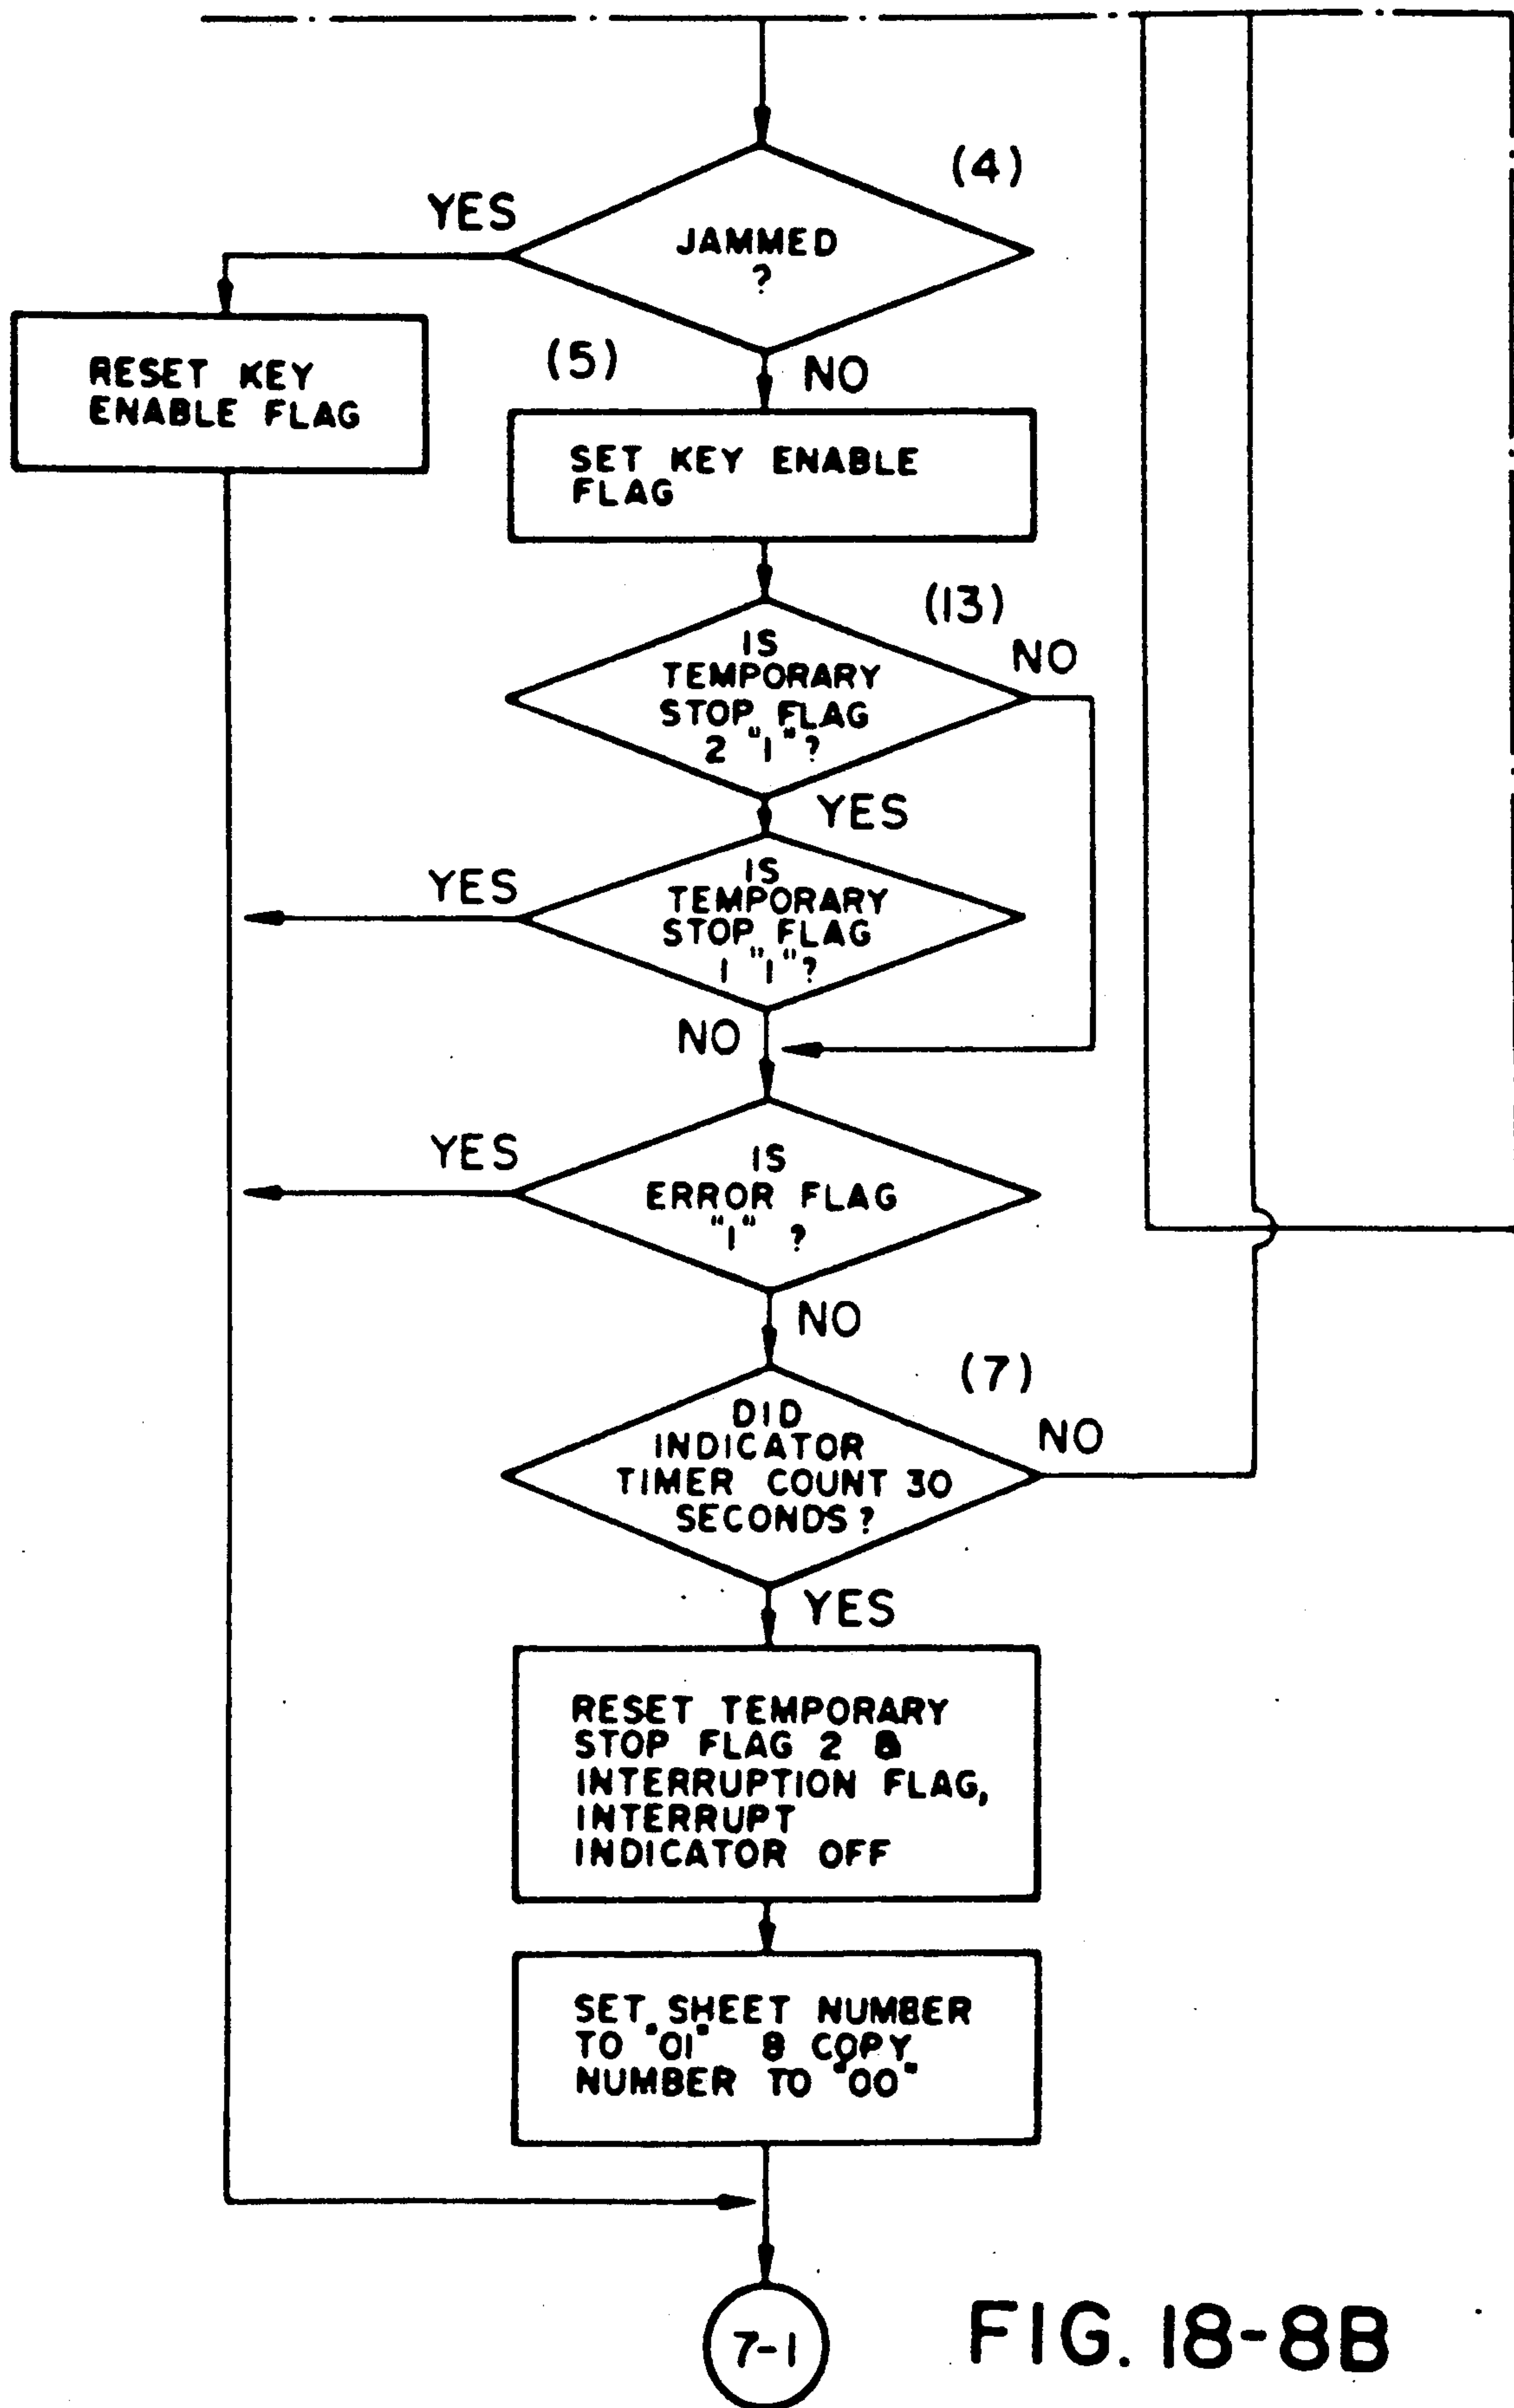 (4)
YES
JAMMED
?
RESET KEY
ENABLE FLAG
(5)
NO
SET KEY ENABLE
FLAG
(13)
IS
TEMPORARY
STOP FLAG
2 "1"?
NO
YES
IS
TEMPORARY
STOP FLAG
1 "1"?
YES
NO
IS
ERROR FLAG
"1" ?
YES
NO
(7)
DID
INDICATOR
TIMER COUNT 30
SECONDS?
NO
YES
RESET TEMPORARY
STOP FLAG 2 &
INTERRUPTION FLAG,
INTERRUPT
INDICATOR OFF
SET SHEET NUMBER
TO "01" & COPY
NUMBER TO "00"
7-1
FIG. 18-8B